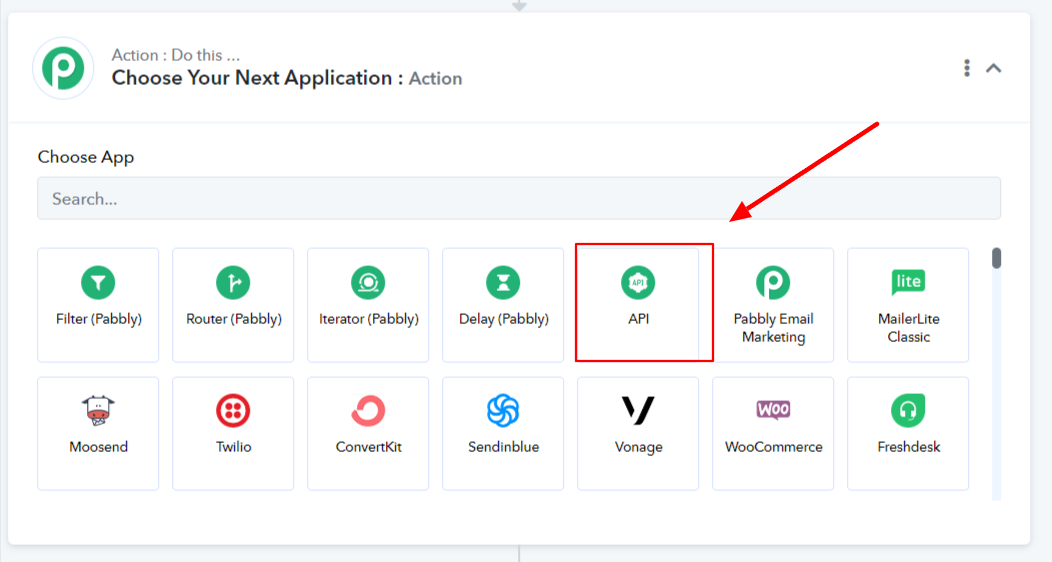 Action : Do this ...
Choose Your Next Application : Action
Choose App
Search...
Filter (Pabbly)
Router (Pabbly)
Iterator (Pabbly)
Delay (Pabbly)
API
API
Pabbly Email
Marketing
lite
MailerLite
Classic
Moosend
Twilio
ConvertKit
Sendinblue
Vonage
Woo
WooCommerce
Freshdesk